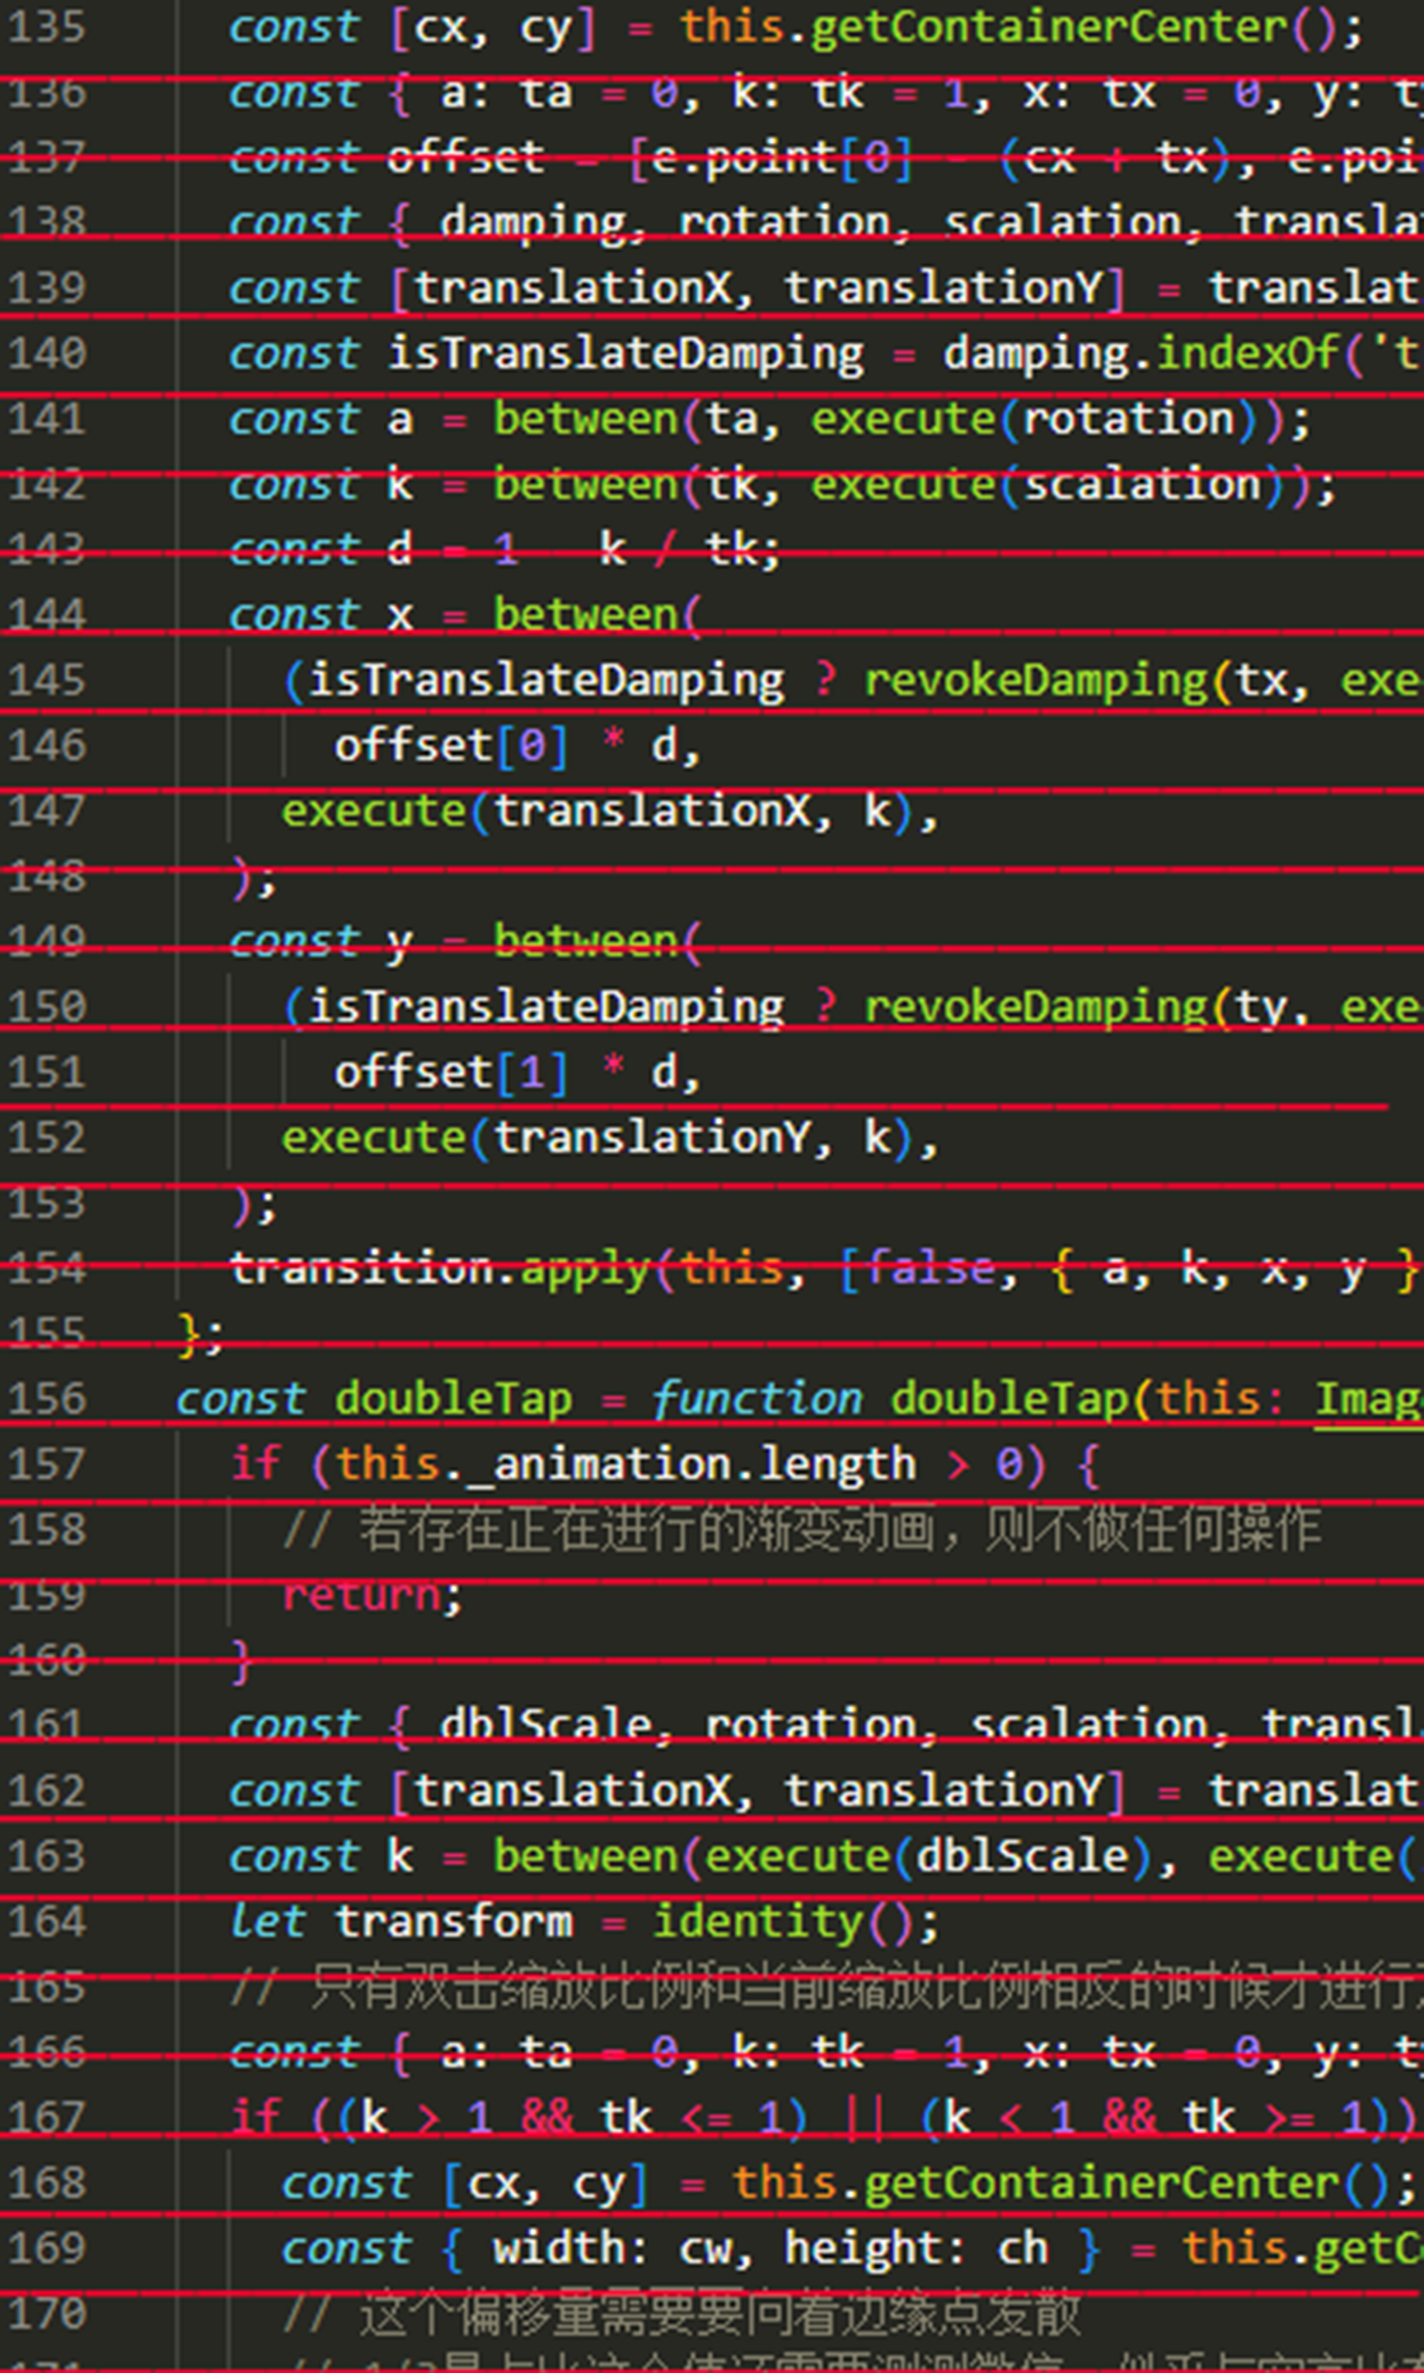 135 const [cx, cy] = this.getContainerCenter();
136 const { a: ta = 0, k: tk = 1, x: tx = 0, y: t
137 const offset = [e.point[0] - (cx + tx), e.poi
138 const { damping, rotation, scalation, transla
139 const [translationX, translationY] = translat
140 const isTranslateDamping = damping.indexOf('t
141 const a = between(ta, execute(rotation));
142 const k = between(tk, execute(scalation));
143 const d = 1 k / tk;
144 const x = between(
145 (isTranslateDamping ? revokeDamping(tx, exe
146 offset[0] * d,
147 execute(translationX, k),
148 );
149 const y = between(
150 (isTranslateDamping ? revokeDamping(ty, exe
151 offset[1] * d,
152 execute(translationY, k),
153 );
154 transition.apply(this, [false, { a, k, x, y }
155 };
156 const doubleTap = function doubleTap(this: Imag
157 if (this._animation.length > 0) {
158 // 若存在正在进行的渐变动画，则不做任何操作
159 return;
160 }
161 const { dblScale, rotation, scalation, transl
162 const [translationX, translationY] = translat
163 const k = between(execute(dblScale), execute(
164 let transform = identity();
165 // 只有双击缩放比例和当前缩放比例相反的时候才进行
166 const { a: ta = 0, k: tk = 1, x: tx = 0, y: t
167 if ((k > 1 && tk <= 1) || (k < 1 && tk >= 1))
168 const [cx, cy] = this.getContainerCenter();
169 const { width: cw, height: ch } = this.getC
170 // 这个偏移量需要要向着边缘点发散